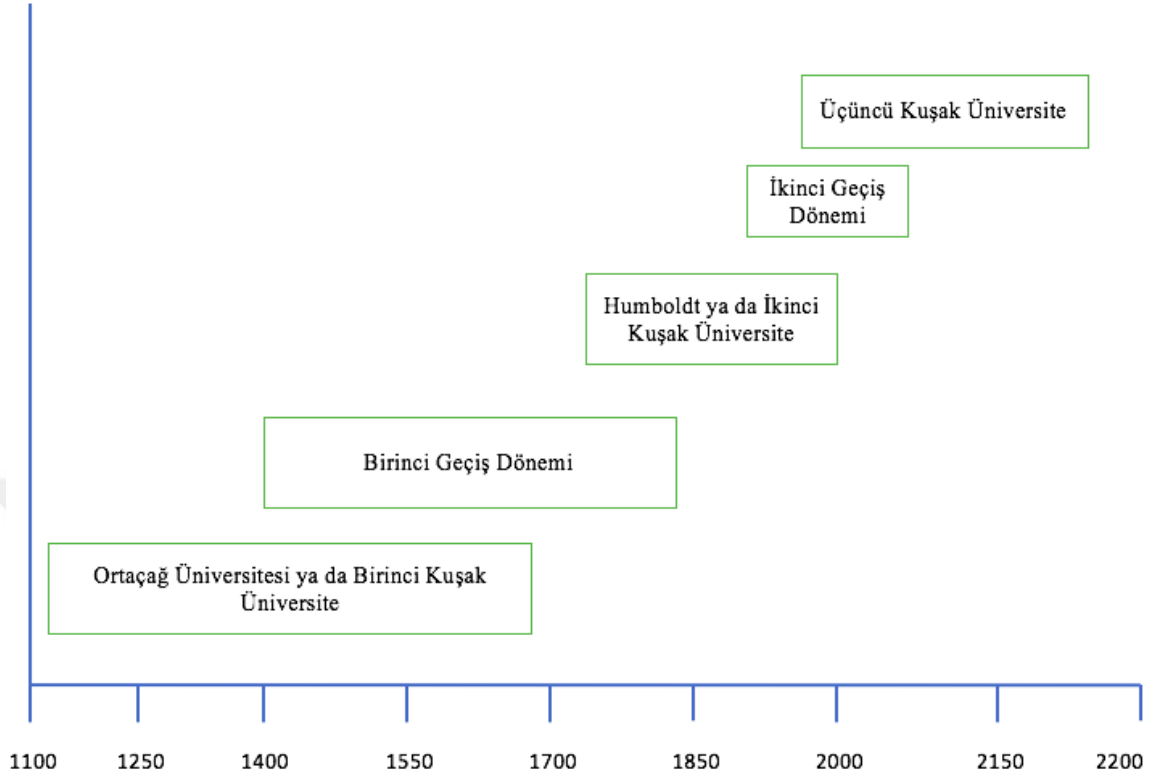 Üçüncü Kuşak Üniversite
İkinci Geçiş
Dönemi
Humboldt ya da İkinci
Kuşak Üniversite
Birinci Geçiş Dönemi
Ortaçağ Üniversitesi ya da Birinci Kuşak
Üniversite
1100 1250 1400 1550 1700 1850 2000 2150 2200